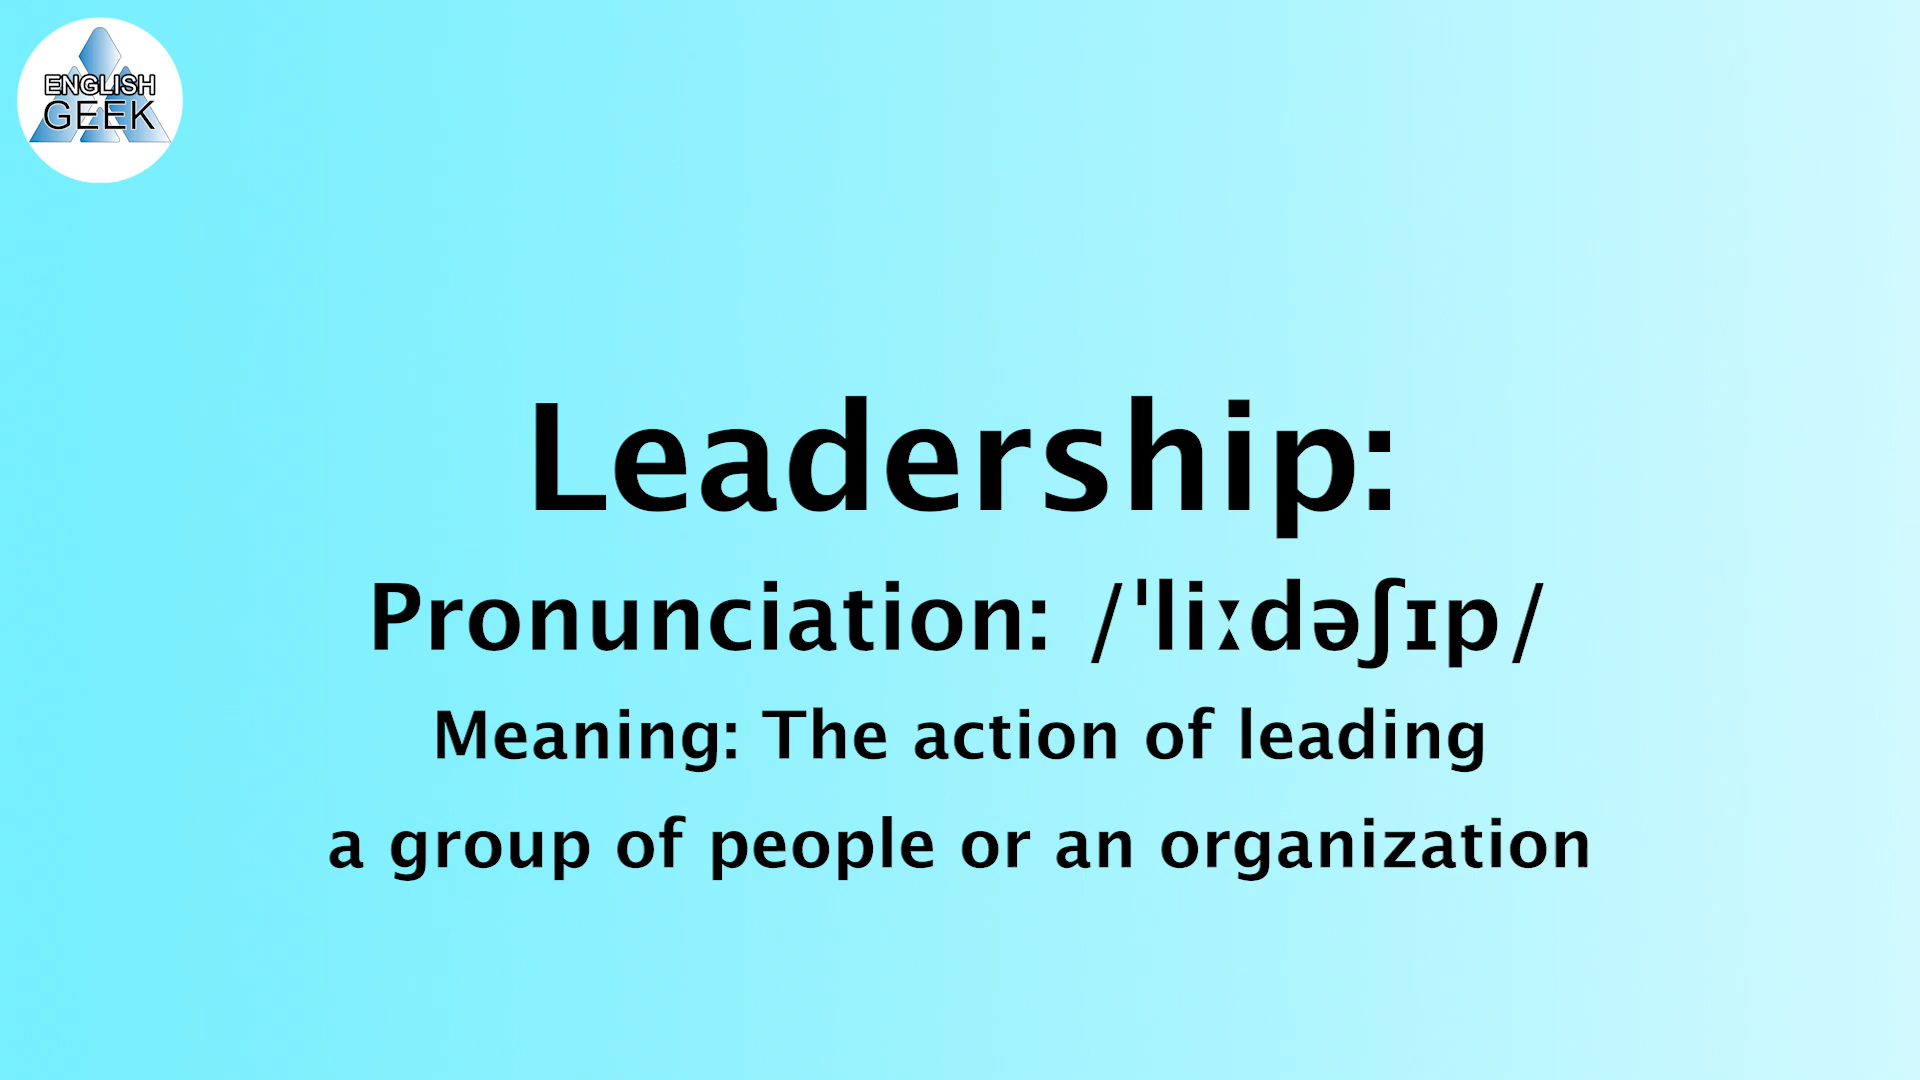 ENGLISH
GEEK
Leadership:
Pronunciation: /ˈliːdəʃɪp/
Meaning: The action of leading
a group of people or an organization